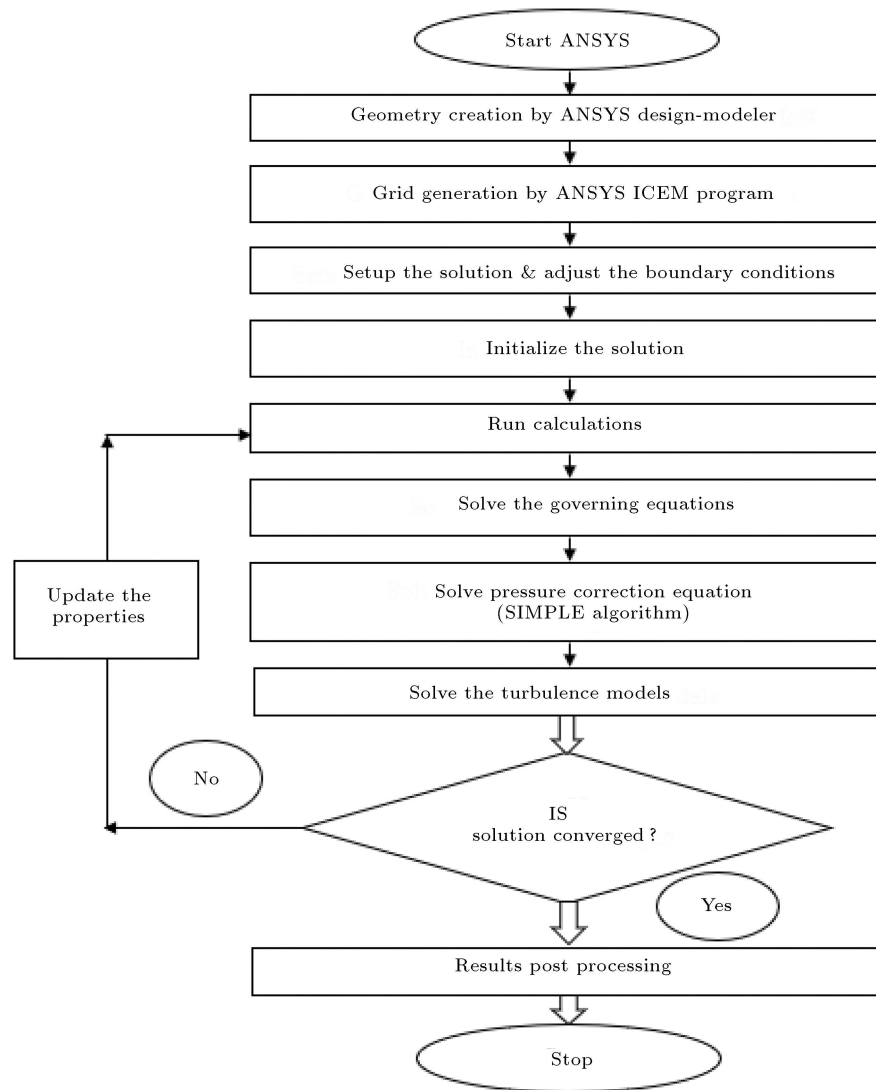 Start ANSYS
Geometry creation by ANSYS design-modeler
Grid generation by ANSYS ICEM program
Setup the solution & adjust the boundary conditions
Initialize the solution
Run calculations
Solve the governing equations
Update the
properties
Solve pressure correction equation
(SIMPLE algorithm)
Solve the turbulence models
No
IS
solution converged ?
Yes
Results post processing
Stop